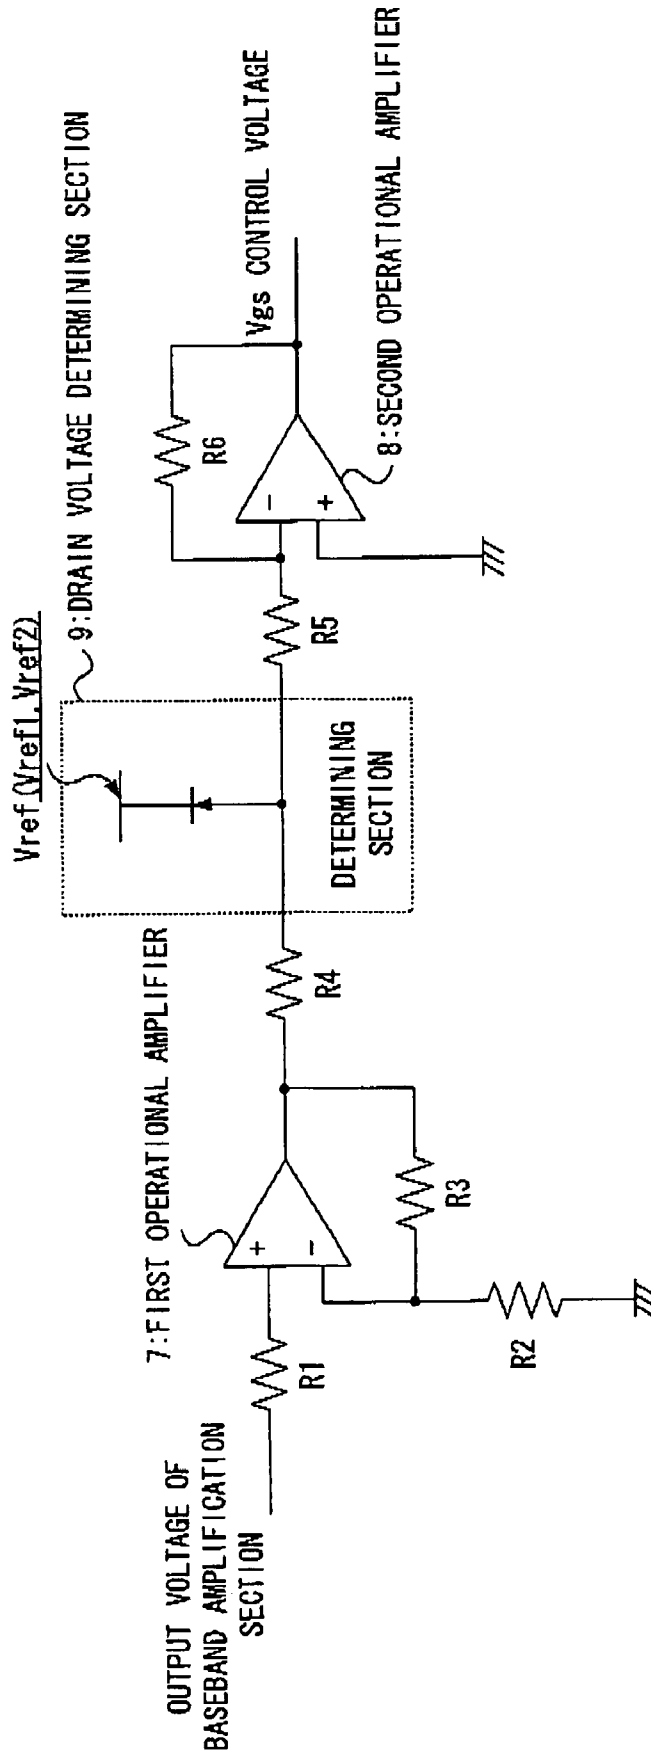 Vref(Vref1,Vref2)
9:DRAIN VOLTAGE DETERMINING SECTION
7:FIRST OPERATIONAL AMPLIFIER
OUTPUT VOLTAGE OF
BASEBAND AMPLIFICATION
SECTION
R1
+
−
R2
R3
R4
DETERMINING
SECTION
R5
R6
−
+
Vgs CONTROL VOLTAGE
8:SECOND OPERATIONAL AMPLIFIER